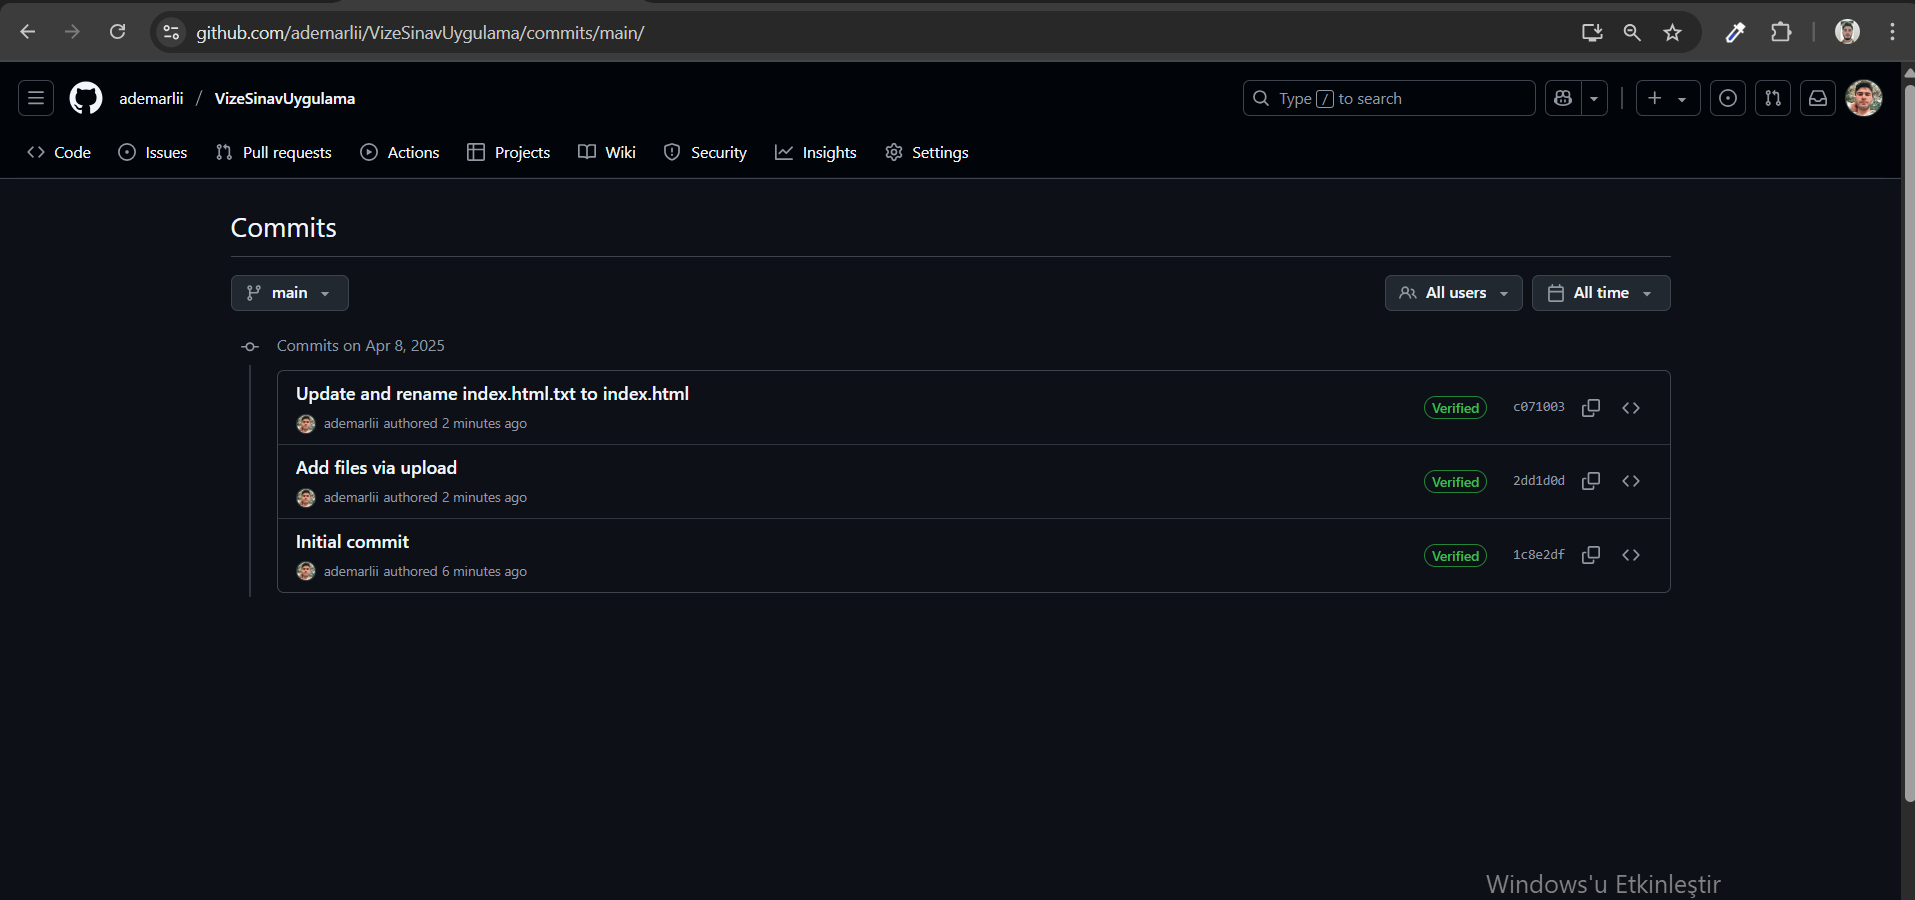 github.com/ademarlii/VizeSinavUygulama/commits/main/
ademarlii / VizeSinavUygulama
Type / to search
Code Issues Pull requests Actions Projects Wiki Security Insights Settings
Commits
main
All users All time
Commits on Apr 8, 2025
Update and rename index.html.txt to index.html
ademarlii authored 2 minutes ago
Verified c071003
Add files via upload
ademarlii authored 2 minutes ago
Verified 2dd1d0d
Initial commit
ademarlii authored 6 minutes ago
Verified 1c8e2df
Windows'u Etkinleştir